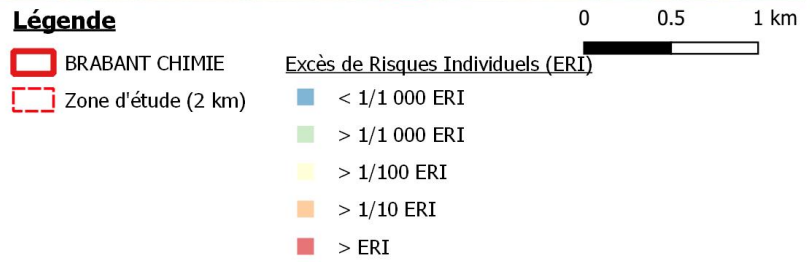 Légende
BRABANT CHIMIE
Zone d'étude (2 km)
Excès de Risques Individuels (ERI)
< 1/1 000 ERI
> 1/1 000 ERI
> 1/100 ERI
> 1/10 ERI
> ERI
0 0.5 1 km